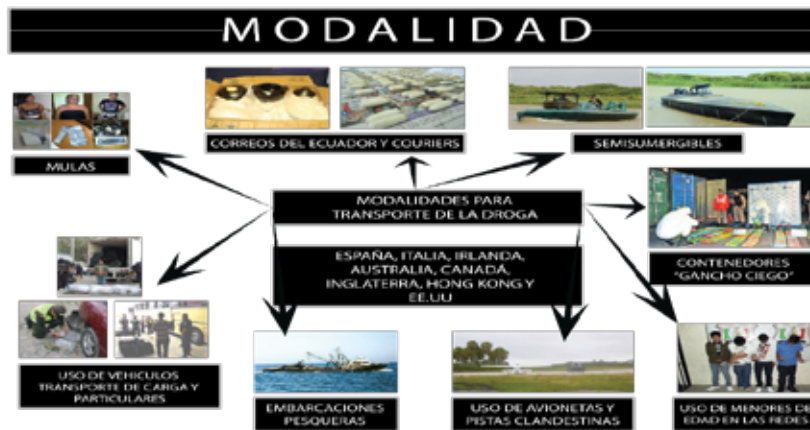 MODALIDAD
CORREOS DEL ECUADOR Y COURIERS
SEMISUMERGIBLES
MULAS
MODALIDADES PARA
TRANSPORTE DE LA DROGA
ESPAÑA, ITALIA, IRLANDA,
AUSTRALIA, CANADÁ,
INGLATERRA, HONG KONG Y
EE.UU
CONTENEDORES
"GANCHO CIEGO"
USO DE VEHICULOS
TRANSPORTE DE CARGA Y
PARTICULARES
EMBARCACIONES
PESQUERAS
USO DE AVIONETAS Y
PISTAS CLANDESTINAS
USO DE MENORES DE
EDAD EN LAS REDES